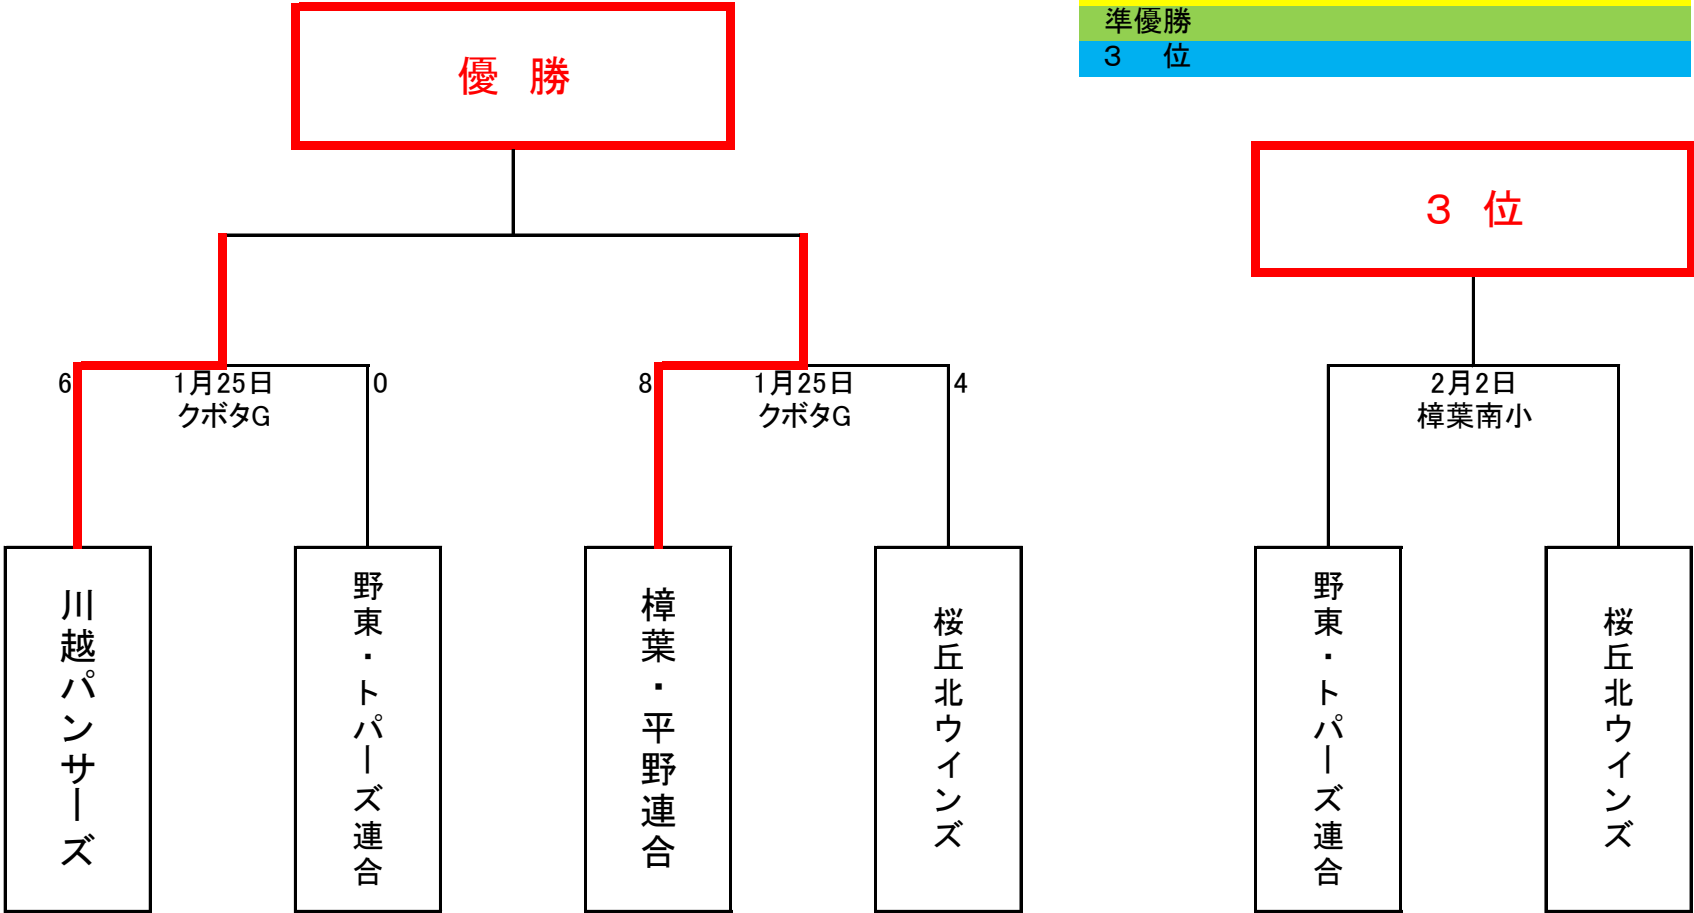 準優勝
３　位
優　勝
３　位
6
1月25日
クボタG
0
8
1月25日
クボタG
4
2月2日
樟葉南小
川越パンサーズ
野東・トパーズ連合
樟葉・平野連合
桜丘北ウインズ
野東・トパーズ連合
桜丘北ウインズ